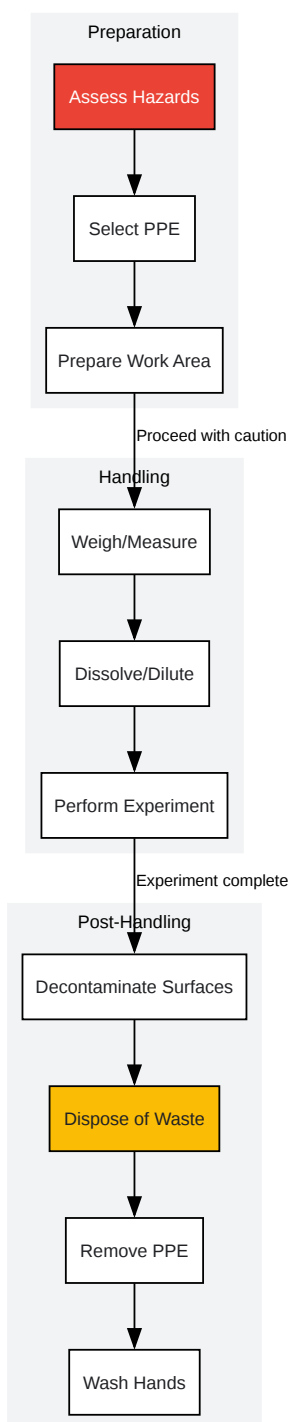 Preparation
Assess Hazards
Select PPE
Prepare Work Area
Proceed with caution
Handling
Weigh/Measure
Dissolve/Dilute
Perform Experiment
Experiment complete
Post-Handling
Decontaminate Surfaces
Dispose of Waste
Remove PPE
Wash Hands